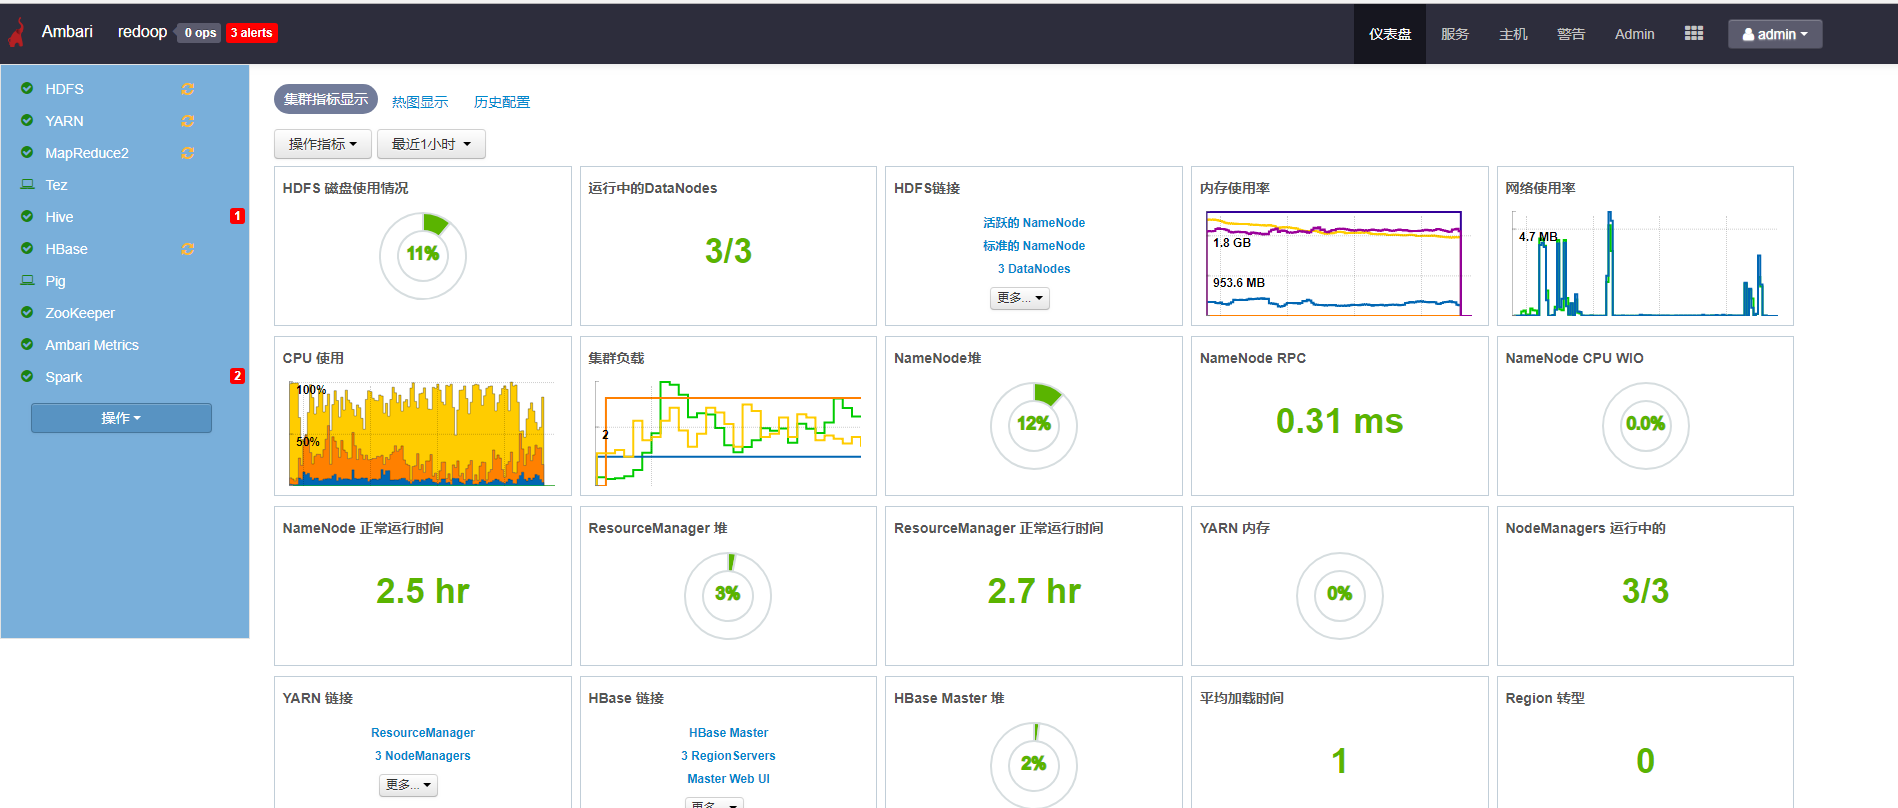 Ambari redoop 0 ops 3 alerts 仪表盘 服务 主机 警告 Admin admin
HDFS
YARN
MapReduce2
Tez
Hive 1
HBase
Pig
ZooKeeper
Ambari Metrics
Spark 2
操作
集群指标显示 热图显示 历史配置
操作指标 最近1小时
HDFS 磁盘使用情况
11%
运行中的DataNodes
3/3
HDFS链接
活跃的 NameNode
标准的 NameNode
3 DataNodes
更多...
内存使用率
1.8 GB
953.6 MB
网络使用率
4.7 MB
CPU 使用
100%
50%
集群负载
2
NameNode堆
12%
NameNode RPC
0.31 ms
NameNode CPU WIO
0.0%
NameNode 正常运行时间
2.5 hr
ResourceManager 堆
3%
ResourceManager 正常运行时间
2.7 hr
YARN 内存
0%
NodeManagers 运行中的
3/3
YARN 链接
ResourceManager
3 NodeManagers
更多...
HBase 链接
HBase Master
3 RegionServers
Master Web UI
更多...
HBase Master 堆
2%
平均加载时间
1
Region 转型
0